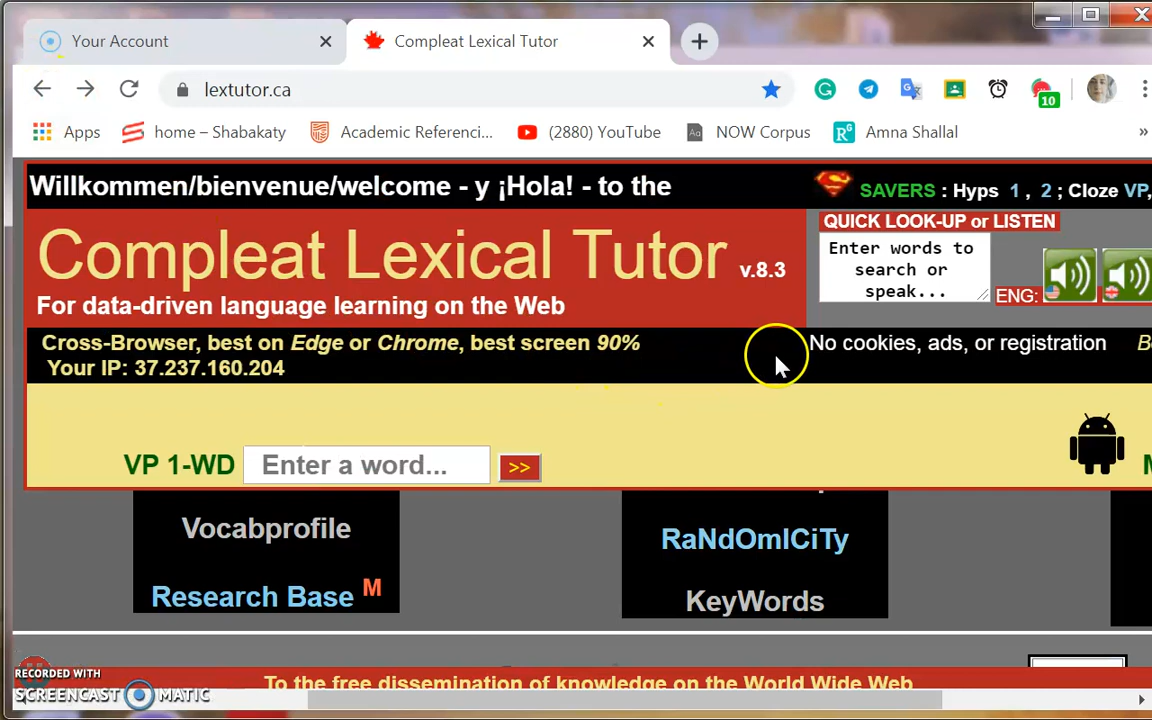 Your Account
Compleat Lexical Tutor
lextutor.ca
10
Apps
home – Shabakaty
Academic Referenci...
(2880) YouTube
Aa
NOW Corpus
R G
Amna Shallal
»
Willkommen/bienvenue/welcome - y ¡Hola! - to the
SAVERS : Hyps 1 , 2 ; Cloze VP,
Compleat Lexical Tutor v.8.3
For data-driven language learning on the Web
QUICK LOOK-UP or LISTEN
Enter words to
search or
speak...
ENG:
Cross-Browser, best on Edge or Chrome, best screen 90%
No cookies, ads, or registration
Your IP: 37.237.160.204
VP 1-WD
Enter a word...
>>
Vocabprofile
Research Base M
RaNdOmICiTy
KeyWords
RECORDED WITH
SCREENCAST MATIC
To the free dissemination of knowledge on the World Wide Web